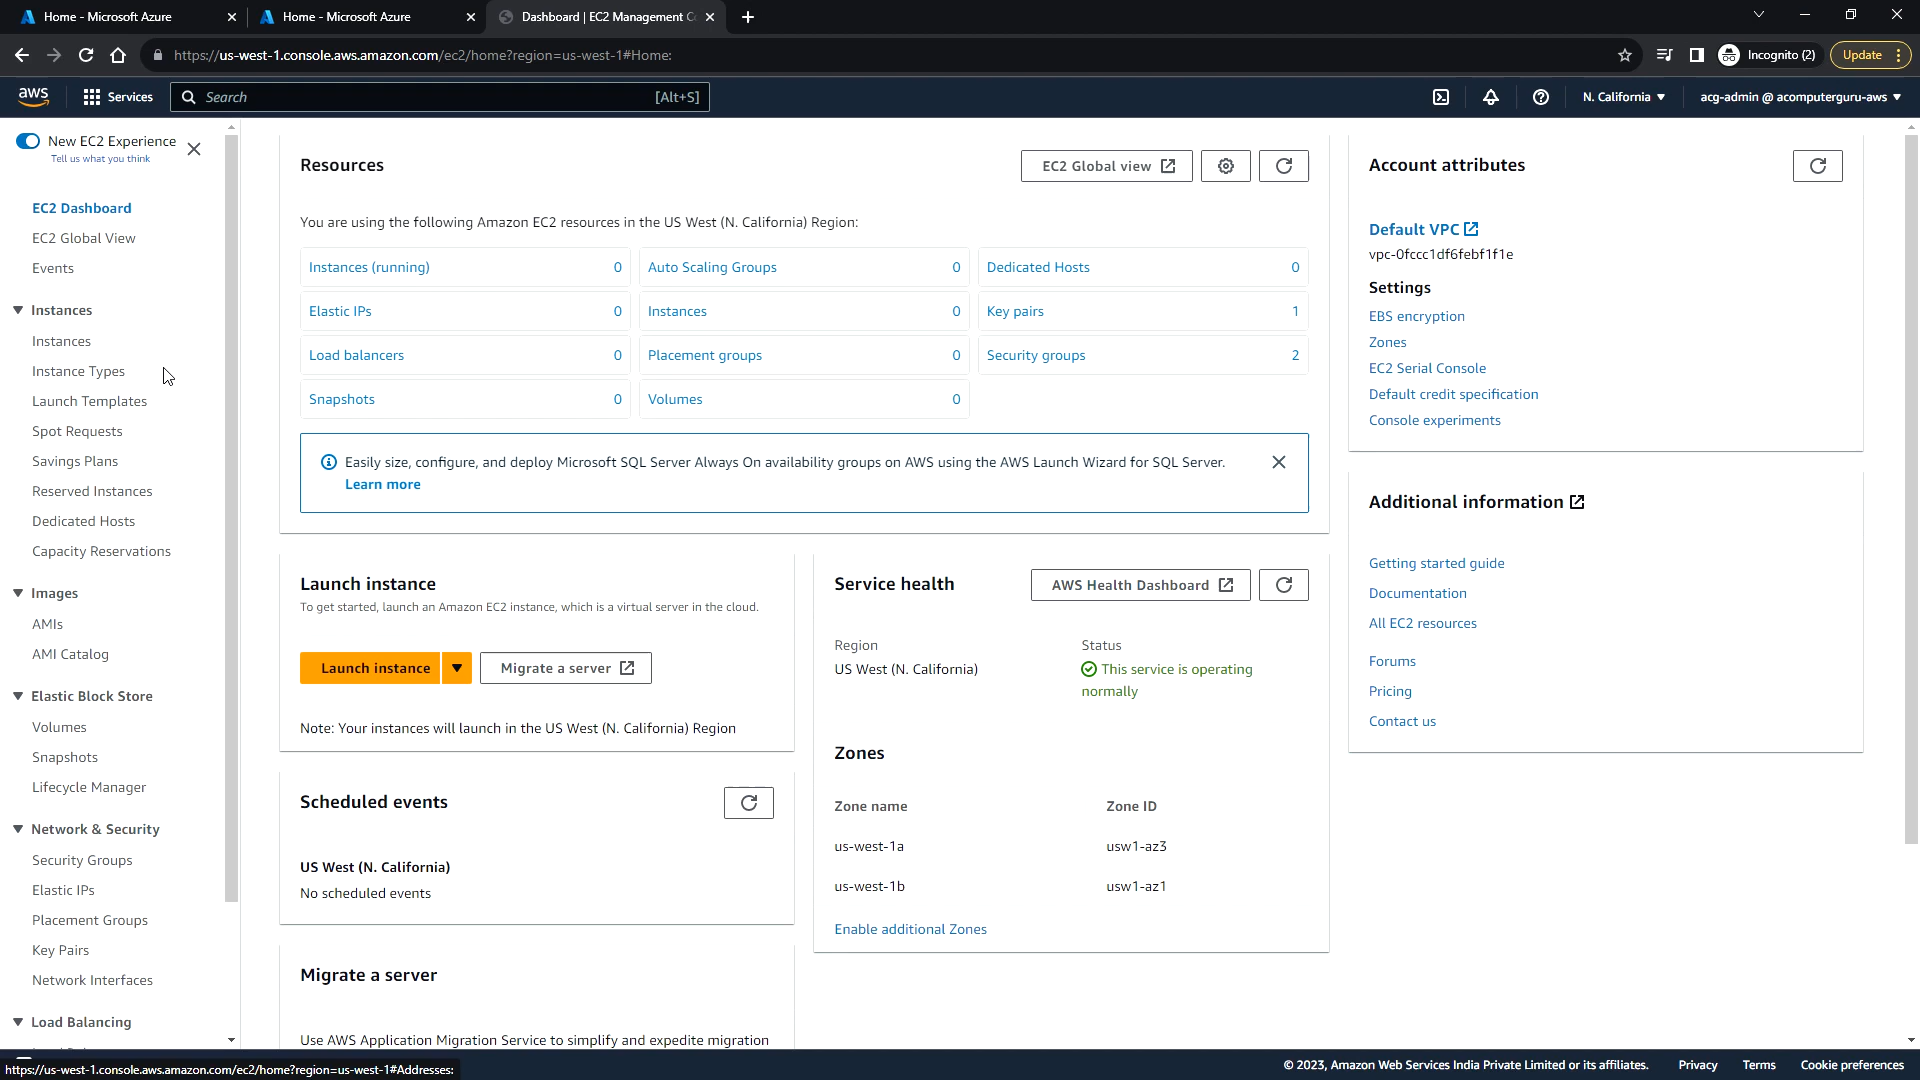 Home - Microsoft Azure
Home - Microsoft Azure
Dashboard | EC2 Management Co
https://us-west-1.console.aws.amazon.com/ec2/home?region=us-west-1#Home:
Incognito (2)
Update
aws
Services
Search
[Alt+S]
N. California
acg-admin @ acomputerguru-aws
New EC2 Experience
Tell us what you think
EC2 Dashboard
EC2 Global View
Events
Instances
Instances
Instance Types
Launch Templates
Spot Requests
Savings Plans
Reserved Instances
Dedicated Hosts
Capacity Reservations
Images
AMIs
AMI Catalog
Elastic Block Store
Volumes
Snapshots
Lifecycle Manager
Network & Security
Security Groups
Elastic IPs
Placement Groups
Key Pairs
Network Interfaces
Load Balancing
Resources
EC2 Global view
You are using the following Amazon EC2 resources in the US West (N. California) Region:
Instances (running) 0
Auto Scaling Groups 0
Dedicated Hosts 0
Elastic IPs 0
Instances 0
Key pairs 1
Load balancers 0
Placement groups 0
Security groups 2
Snapshots 0
Volumes 0
Easily size, configure, and deploy Microsoft SQL Server Always On availability groups on AWS using the AWS Launch Wizard for SQL Server.
Learn more
Launch instance
To get started, launch an Amazon EC2 instance, which is a virtual server in the cloud.
Launch instance
Migrate a server
Note: Your instances will launch in the US West (N. California) Region
Scheduled events
US West (N. California)
No scheduled events
Migrate a server
Use AWS Application Migration Service to simplify and expedite migration
Service health
AWS Health Dashboard
Region
Status
US West (N. California)
This service is operating
normally
Zones
Zone name
Zone ID
us-west-1a
usw1-az3
us-west-1b
usw1-az1
Enable additional Zones
Account attributes
Default VPC
vpc-0fccc1df6febf1f1e
Settings
EBS encryption
Zones
EC2 Serial Console
Default credit specification
Console experiments
Additional information
Getting started guide
Documentation
All EC2 resources
Forums
Pricing
Contact us
https://us-west-1.console.aws.amazon.com/ec2/home?region=us-west-1#Addresses:
© 2023, Amazon Web Services India Private Limited or its affiliates.
Privacy
Terms
Cookie preferences